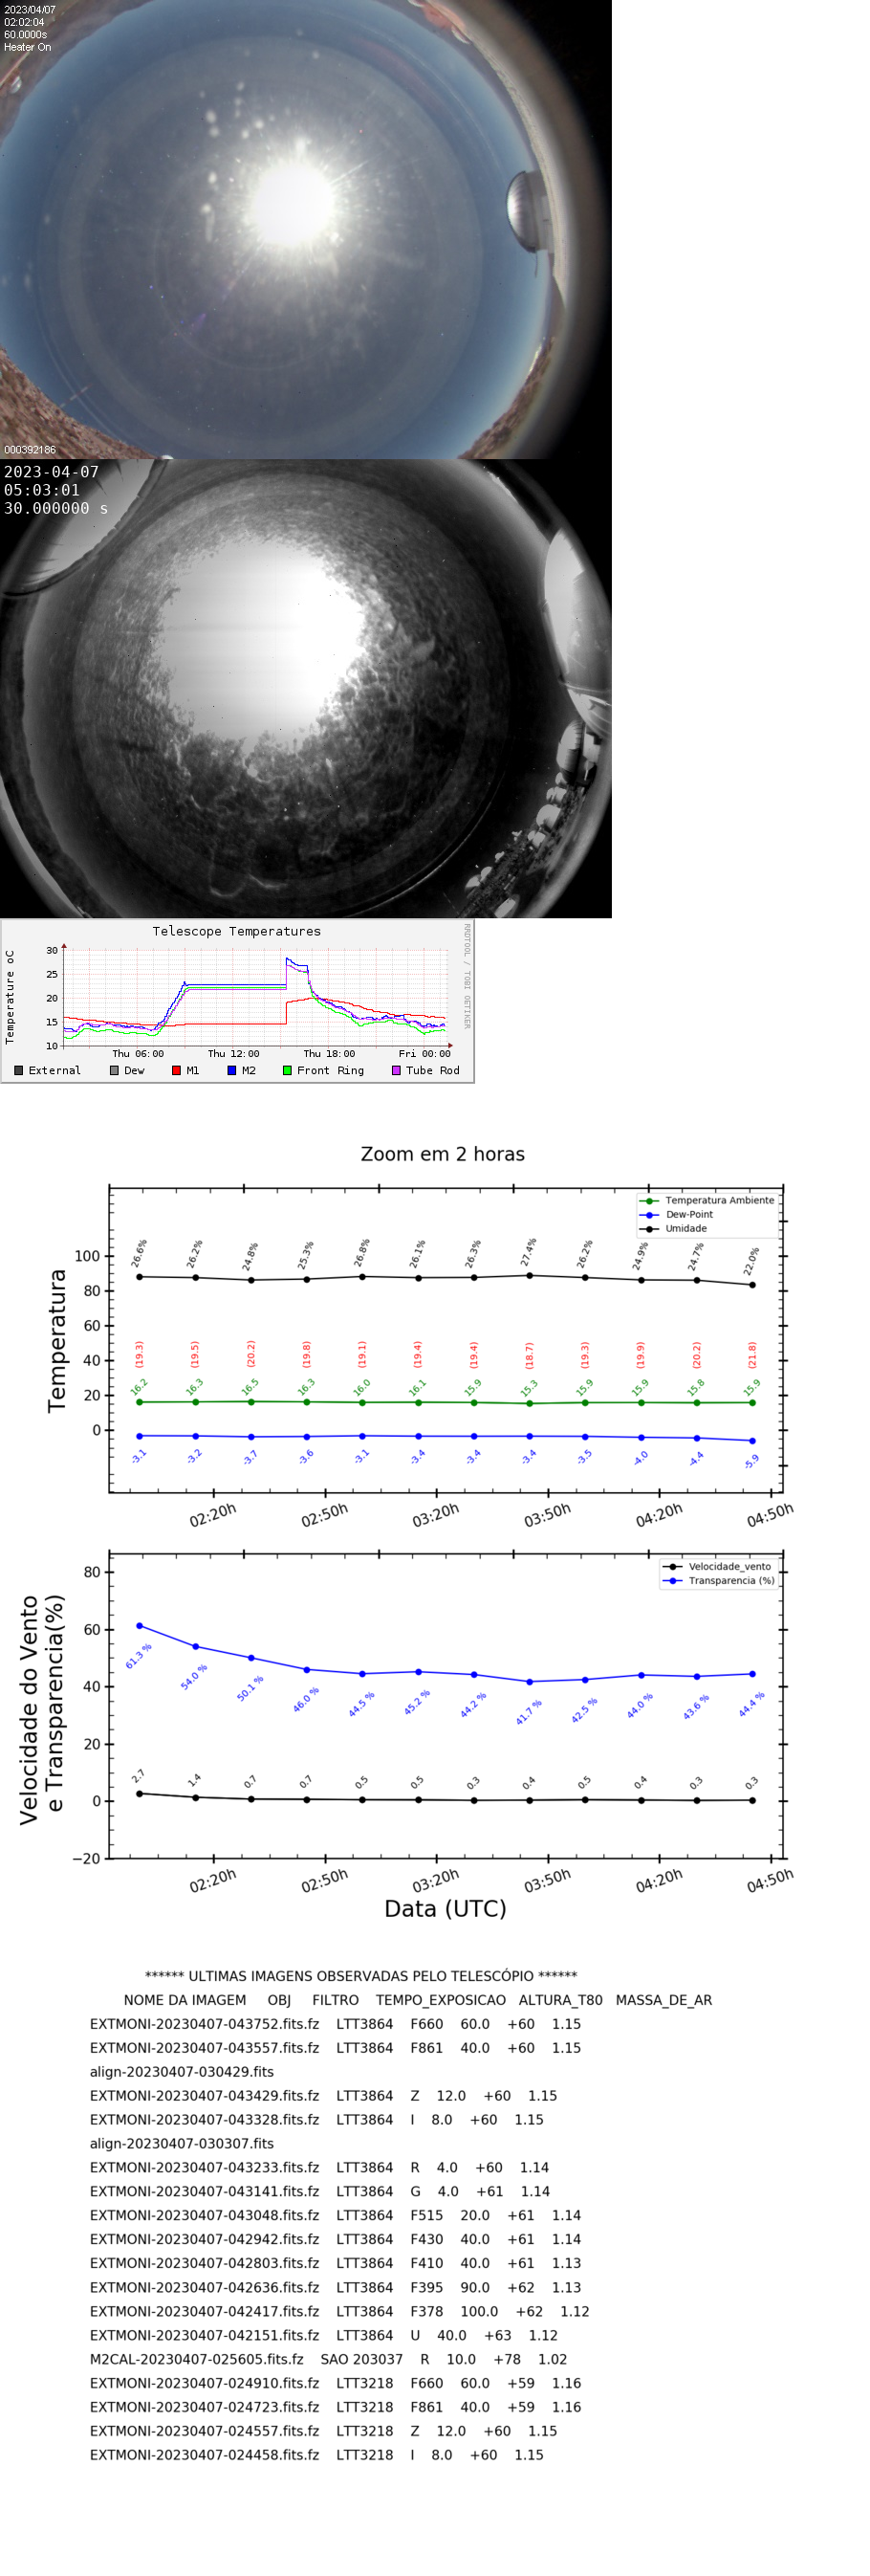 2023/04/07
02:02:04
60.0000s
Heater On
000392186
2023-04-07
05:03:01
30.000000 s
Telescope Temperatures
RRDTOOL / TOBI OETIKER
Temperature oC
30
25
20
15
10
Thu 06:00 Thu 12:00 Thu 18:00 Fri 00:00
External Dew M1 M2 Front Ring Tube Rod
Zoom em 2 horas
Temperatura Ambiente
Dew-Point
Umidade
Temperatura
100
80
60
40
20
0
26.6% 26.2% 24.8% 25.3% 26.8% 26.1% 26.3% 27.4% 26.2% 24.9% 24.7% 22.0%
(19.3) (19.5) (20.2) (19.8) (19.1) (19.4) (19.4) (18.7) (19.3) (19.9) (20.2) (21.8)
16.2 16.3 16.5 16.3 16.0 16.1 15.9 15.3 15.9 15.9 15.8 15.9
-3.1 -3.2 -3.7 -3.6 -3.1 -3.4 -3.4 -3.4 -3.5 -4.0 -4.4 -5.9
02:20h 02:50h 03:20h 03:50h 04:20h 04:50h
Velocidade_vento
Transparencia (%)
Velocidade do Vento
e Transparencia(%)
80
60
40
20
0
−20
61.3 % 54.0 % 50.1 % 46.0 % 44.5 % 45.2 % 44.2 % 41.7 % 42.5 % 44.0 % 43.6 % 44.4 %
2.7 1.4 0.7 0.7 0.5 0.5 0.3 0.4 0.5 0.4 0.3 0.3
02:20h 02:50h 03:20h 03:50h 04:20h 04:50h
Data (UTC)
****** ULTIMAS IMAGENS OBSERVADAS PELO TELESCÓPIO ******
NOME DA IMAGEM OBJ FILTRO TEMPO_EXPOSICAO ALTURA_T80 MASSA_DE_AR
EXTMONI-20230407-043752.fits.fz LTT3864 F660 60.0 +60 1.15
EXTMONI-20230407-043557.fits.fz LTT3864 F861 40.0 +60 1.15
align-20230407-030429.fits
EXTMONI-20230407-043429.fits.fz LTT3864 Z 12.0 +60 1.15
EXTMONI-20230407-043328.fits.fz LTT3864 I 8.0 +60 1.15
align-20230407-030307.fits
EXTMONI-20230407-043233.fits.fz LTT3864 R 4.0 +60 1.14
EXTMONI-20230407-043141.fits.fz LTT3864 G 4.0 +61 1.14
EXTMONI-20230407-043048.fits.fz LTT3864 F515 20.0 +61 1.14
EXTMONI-20230407-042942.fits.fz LTT3864 F430 40.0 +61 1.14
EXTMONI-20230407-042803.fits.fz LTT3864 F410 40.0 +61 1.13
EXTMONI-20230407-042636.fits.fz LTT3864 F395 90.0 +62 1.13
EXTMONI-20230407-042417.fits.fz LTT3864 F378 100.0 +62 1.12
EXTMONI-20230407-042151.fits.fz LTT3864 U 40.0 +63 1.12
M2CAL-20230407-025605.fits.fz SAO 203037 R 10.0 +78 1.02
EXTMONI-20230407-024910.fits.fz LTT3218 F660 60.0 +59 1.16
EXTMONI-20230407-024723.fits.fz LTT3218 F861 40.0 +59 1.16
EXTMONI-20230407-024557.fits.fz LTT3218 Z 12.0 +60 1.15
EXTMONI-20230407-024458.fits.fz LTT3218 I 8.0 +60 1.15